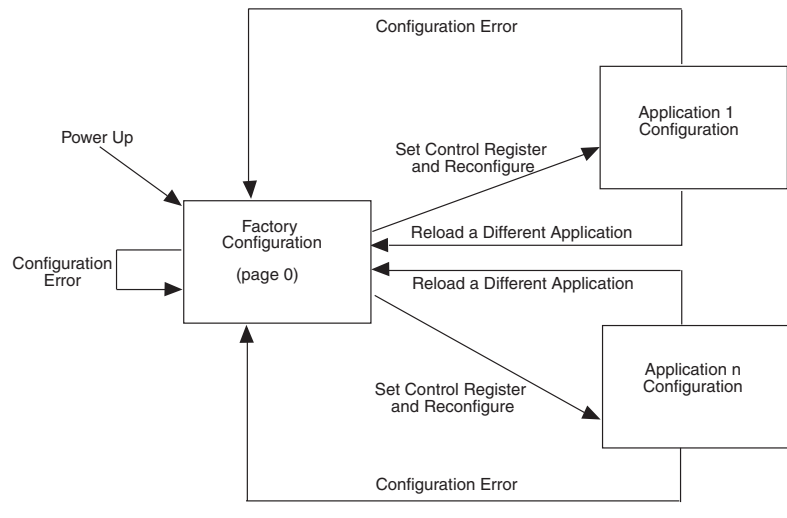 Configuration Error
Application 1
Configuration
Power Up
Set Control Register
and Reconfigure
Factory
Configuration
(page 0)
Reload a Different Application
Configuration
Error
Reload a Different Application
Application n
Configuration
Set Control Register
and Reconfigure
Configuration Error